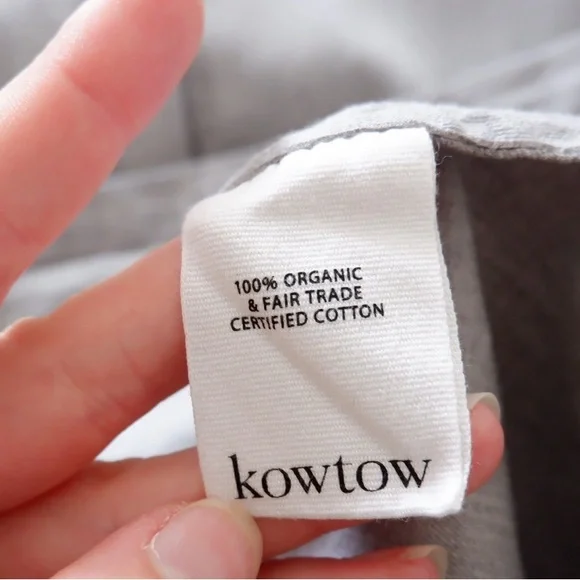 100% ORGANIC
& FAIR TRADE
CERTIFIED COTTON
kowtow